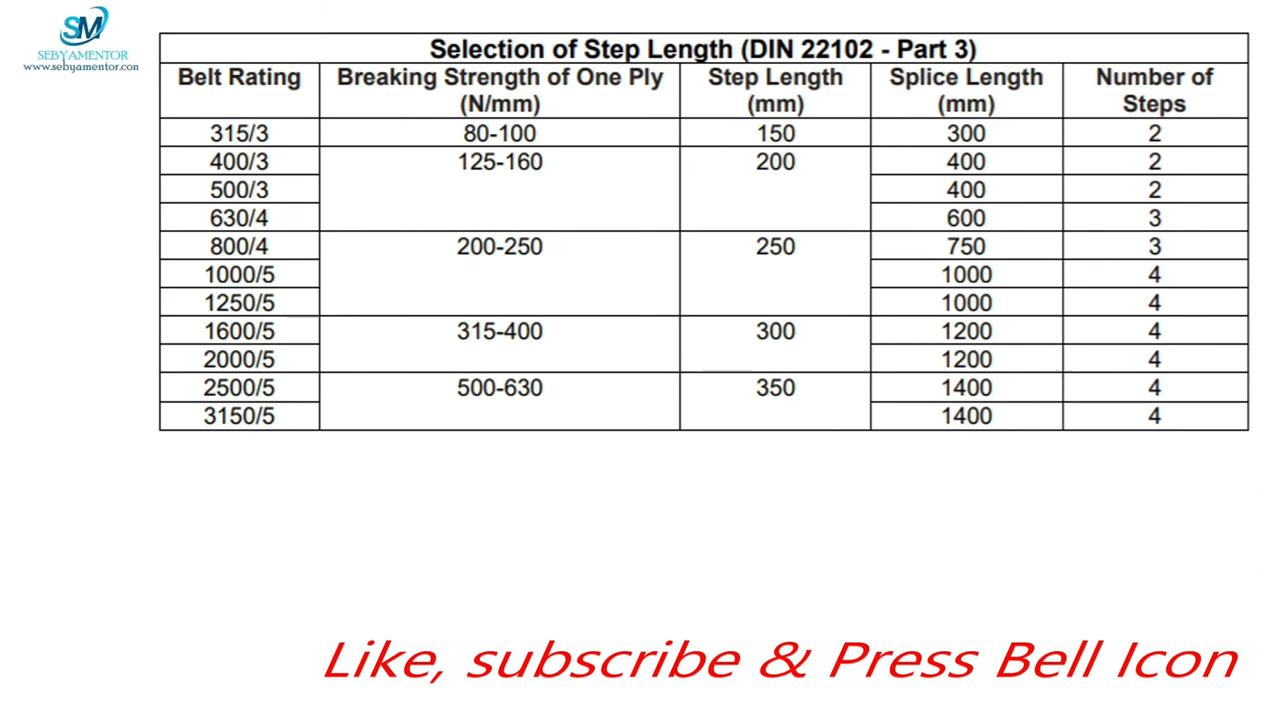 SM
SEBYAMENTOR
www.sebyamentor.com
Selection of Step Length (DIN 22102 - Part 3)
Belt Rating Breaking Strength of One Ply (N/mm) Step Length (mm) Splice Length (mm) Number of Steps
315/3 80-100 150 300 2
400/3 125-160 200 400 2
500/3 400 2
630/4 600 3
800/4 200-250 250 750 3
1000/5 1000 4
1250/5 1000 4
1600/5 315-400 300 1200 4
2000/5 1200 4
2500/5 500-630 350 1400 4
3150/5 1400 4
Like, subscribe & Press Bell Icon